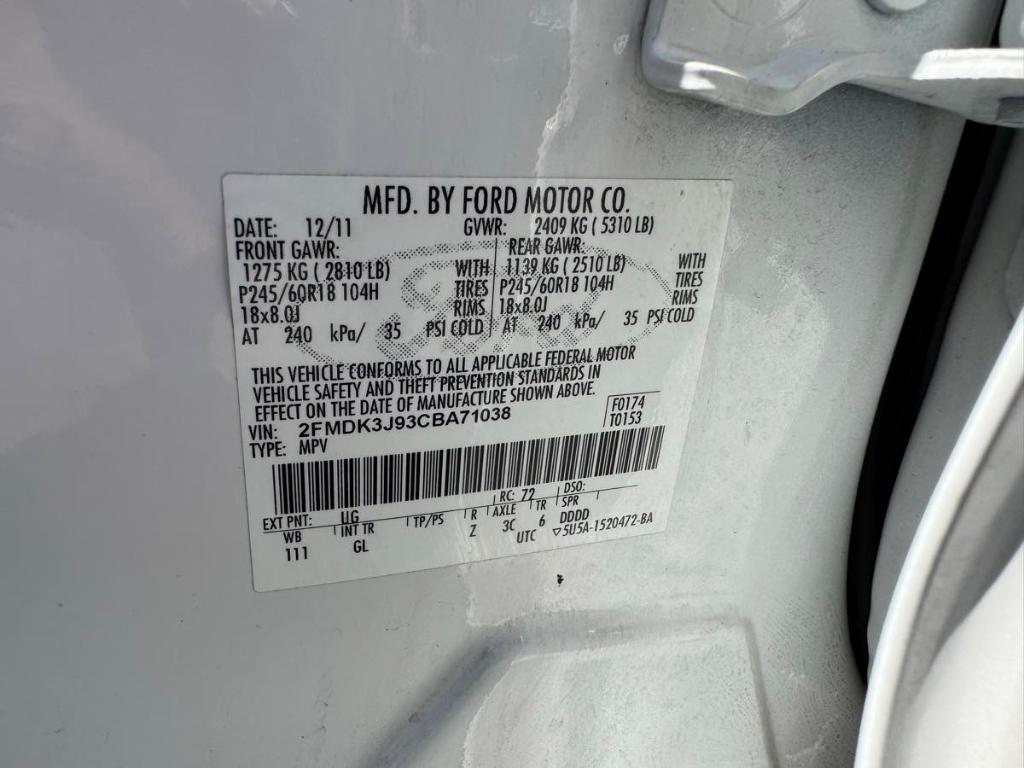 MFD. BY FORD MOTOR CO.
DATE: 12/11 GVWR: 2409 KG ( 5310 LB)
FRONT GAWR: REAR GAWR:
1275 KG ( 2810 LB) WITH 1139 KG ( 2510 LB) WITH
P245/60R18 104H TIRES P245/60R18 104H TIRES
18x8.0J RIMS 18x8.0J RIMS
AT 240 kPa/ 35 PSI COLD AT 240 kPa/ 35 PSI COLD
THIS VEHICLE CONFORMS TO ALL APPLICABLE FEDERAL MOTOR
VEHICLE SAFETY AND THEFT PREVENTION STANDARDS IN
EFFECT ON THE DATE OF MANUFACTURE SHOWN ABOVE.
VIN: 2FMDK3J93CBA71038 F0174
TYPE: MPV T0153
EXT PNT: UG RC: 72 DSO:
WB INT TR TP/PS R AXLE TR SPR
111 GL Z 3C 6 DDDD
UTC ▽5U5A-1520472-BA